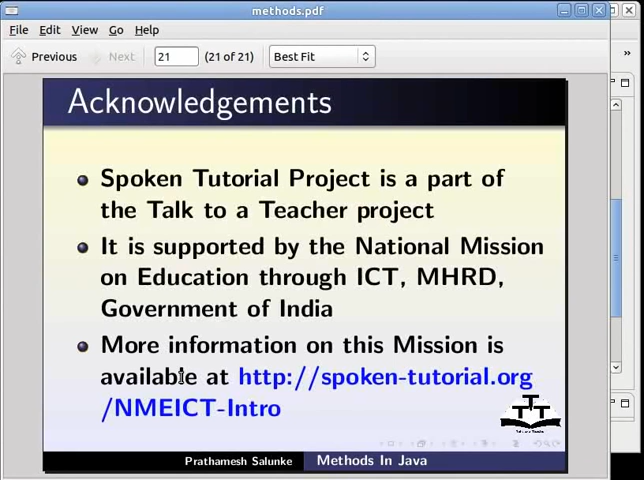 methods.pdf
File Edit View Go Help
Previous Next 21 (21 of 21) Best Fit
»
Acknowledgements
Spoken Tutorial Project is a part of
the Talk to a Teacher project
It is supported by the National Mission
on Education through ICT, MHRD,
Government of India
More information on this Mission is
available at http://spoken-tutorial.org
/NMEICT-Intro
Prathamesh Salunke Methods In Java